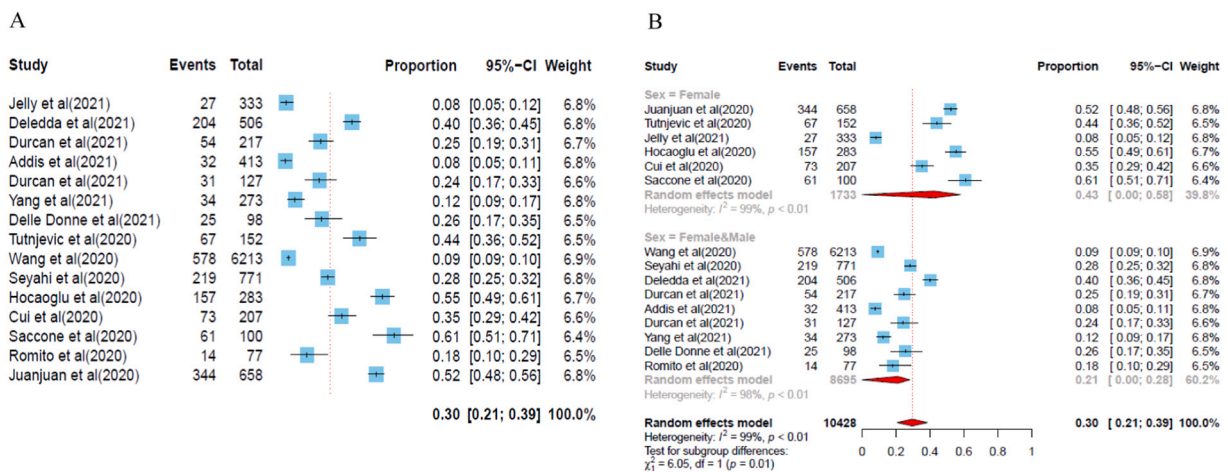 A
Study Events Total Proportion 95%−CI Weight
Jelly et al(2021) 27 333 0.08 [0.05; 0.12] 6.8%
Deledda et al(2021) 204 506 0.40 [0.36; 0.45] 6.8%
Durcan et al(2021) 54 217 0.25 [0.19; 0.31] 6.7%
Addis et al(2021) 32 413 0.08 [0.05; 0.11] 6.8%
Durcan et al(2021) 31 127 0.24 [0.17; 0.33] 6.6%
Yang et al(2021) 34 273 0.12 [0.09; 0.17] 6.8%
Delle Donne et al(2021) 25 98 0.26 [0.17; 0.35] 6.5%
Tutnjevic et al(2020) 67 152 0.44 [0.36; 0.52] 6.5%
Wang et al(2020) 578 6213 0.09 [0.09; 0.10] 6.9%
Seyahi et al(2020) 219 771 0.28 [0.25; 0.32] 6.8%
Hocaoglu et al(2020) 157 283 0.55 [0.49; 0.61] 6.7%
Cui et al(2020) 73 207 0.35 [0.29; 0.42] 6.6%
Saccone et al(2020) 61 100 0.61 [0.51; 0.71] 6.4%
Romito et al(2020) 14 77 0.18 [0.10; 0.29] 6.5%
Juanjuan et al(2020) 344 658 0.52 [0.48; 0.56] 6.8%
0.30 [0.21; 0.39] 100.0%
B
Study Events Total Proportion 95%−CI Weight
Sex = Female
Juanjuan et al(2020) 344 658 0.52 [0.48; 0.56] 6.8%
Tutnjevic et al(2020) 67 152 0.44 [0.36; 0.52] 6.5%
Jelly et al(2021) 27 333 0.08 [0.05; 0.12] 6.8%
Hocaoglu et al(2020) 157 283 0.55 [0.49; 0.61] 6.7%
Cui et al(2020) 73 207 0.35 [0.29; 0.42] 6.6%
Saccone et al(2020) 61 100 0.61 [0.51; 0.71] 6.4%
Random effects model 1733 0.43 [0.00; 0.58] 39.8%
Heterogeneity: I² = 99%, p < 0.01
Sex = Female&Male
Wang et al(2020) 578 6213 0.09 [0.09; 0.10] 6.9%
Seyahi et al(2020) 219 771 0.28 [0.25; 0.32] 6.8%
Deledda et al(2021) 204 506 0.40 [0.36; 0.45] 6.8%
Durcan et al(2021) 54 217 0.25 [0.19; 0.31] 6.7%
Addis et al(2021) 32 413 0.08 [0.05; 0.11] 6.8%
Durcan et al(2021) 31 127 0.24 [0.17; 0.33] 6.6%
Yang et al(2021) 34 273 0.12 [0.09; 0.17] 6.8%
Delle Donne et al(2021) 25 98 0.26 [0.17; 0.35] 6.5%
Romito et al(2020) 14 77 0.18 [0.10; 0.29] 6.5%
Random effects model 8695 0.21 [0.00; 0.28] 60.2%
Heterogeneity: I² = 98%, p < 0.01
Random effects model 10428 0.30 [0.21; 0.39] 100.0%
Heterogeneity: I² = 99%, p < 0.01
Test for subgroup differences:
χ²₁ = 6.05, df = 1 (p = 0.01)
0 0.2 0.4 0.6 0.8 1